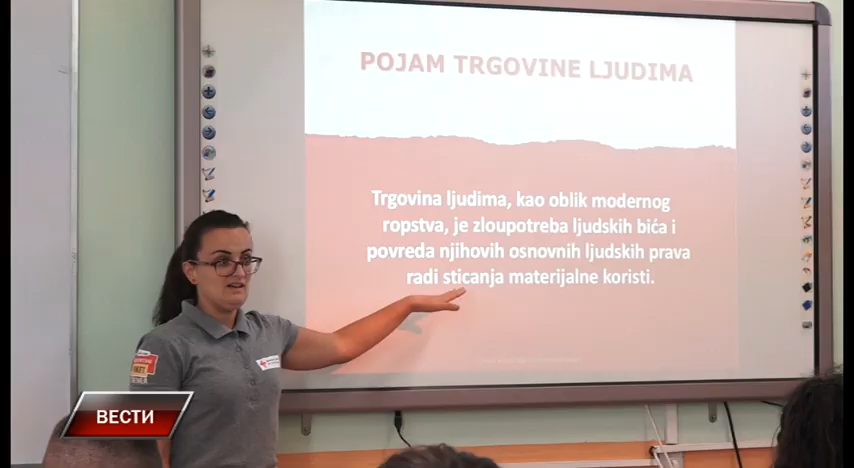 POJAM TRGOVINE LJUDIMA
Trgovina ljudima, kao oblik modernog
ropstva, je zloupotreba ljudskih bića i
povreda njihovih osnovnih ljudskih prava
radi sticanja materijalne koristi.
ВЕСТИ